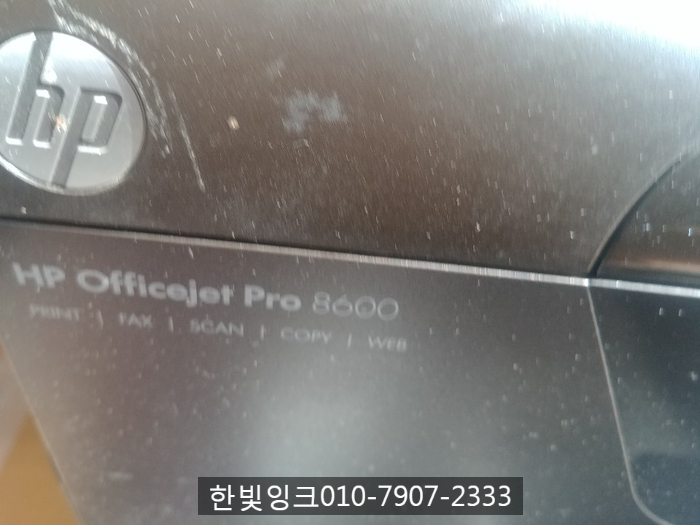 hp
HP Officejet Pro 8600
PRINT | FAX | SCAN | COPY | WEB
한빛잉크010-7907-2333